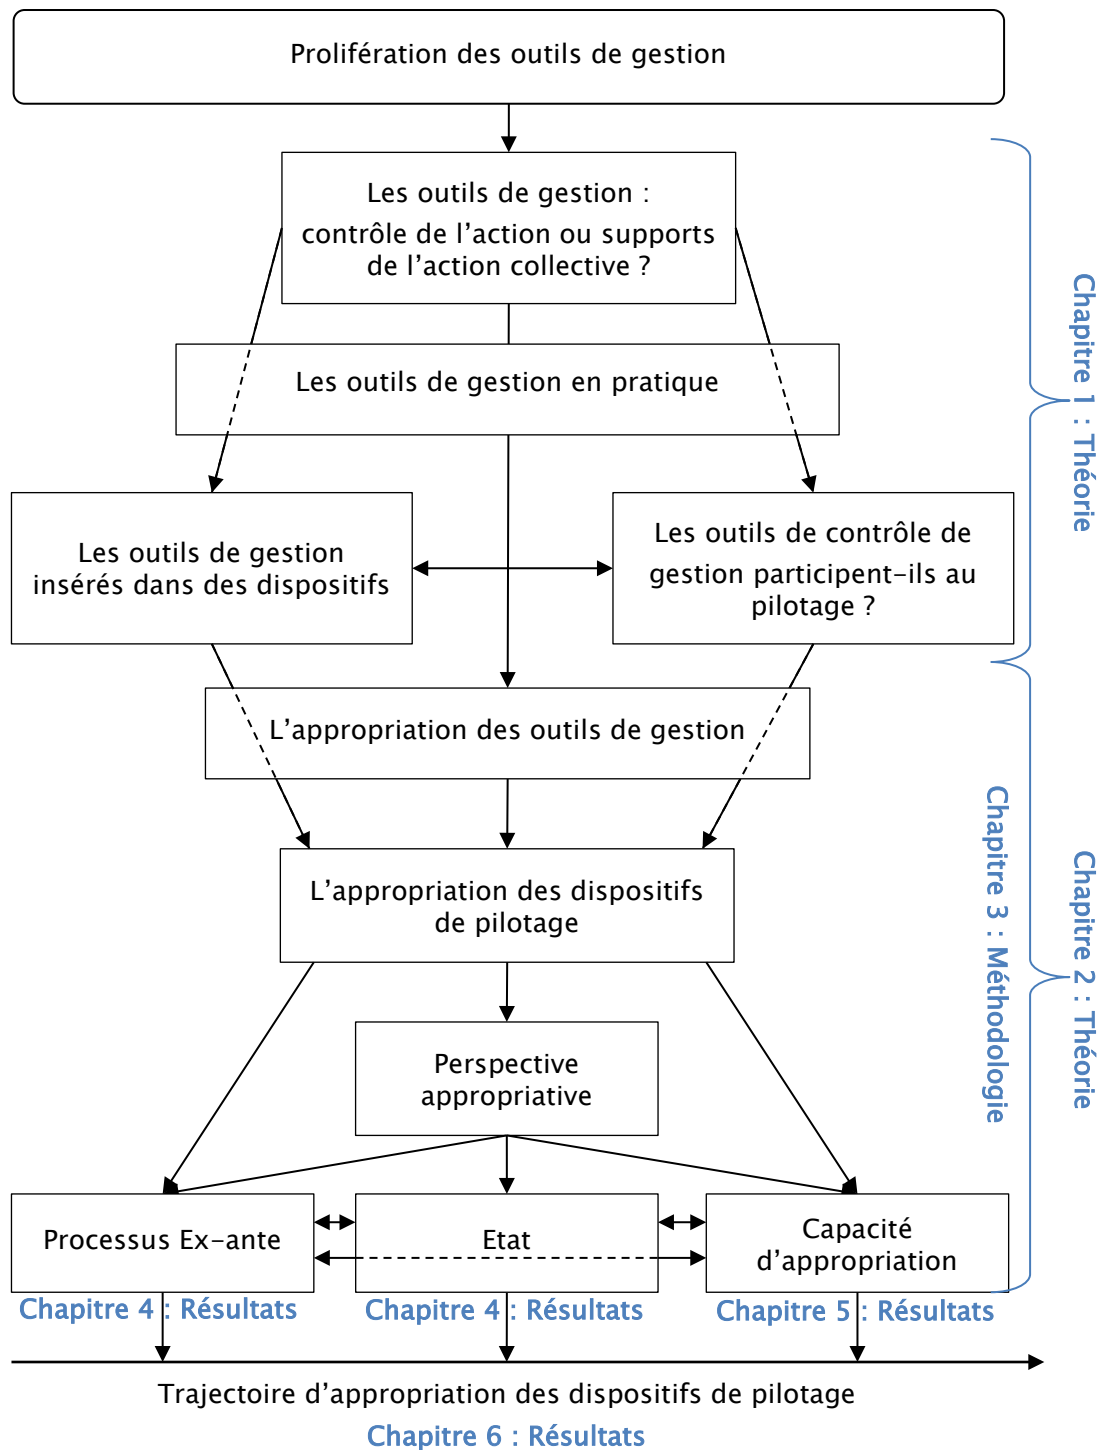 Prolifération des outils de gestion
Les outils de gestion :
contrôle de l’action ou supports
de l’action collective ?
Les outils de gestion en pratique
Les outils de gestion
insérés dans des dispositifs
Les outils de contrôle de
gestion participent-ils au
pilotage ?
Chapitre 1 : Théorie
L’appropriation des outils de gestion
L’appropriation des dispositifs
de pilotage
Perspective
appropriative
Chapitre 3 : Méthodologie
Chapitre 2 : Théorie
Processus Ex-ante
Etat
Capacité
d’appropriation
Chapitre 4 : Résultats
Chapitre 4 : Résultats
Chapitre 5 : Résultats
Trajectoire d’appropriation des dispositifs de pilotage
Chapitre 6 : Résultats